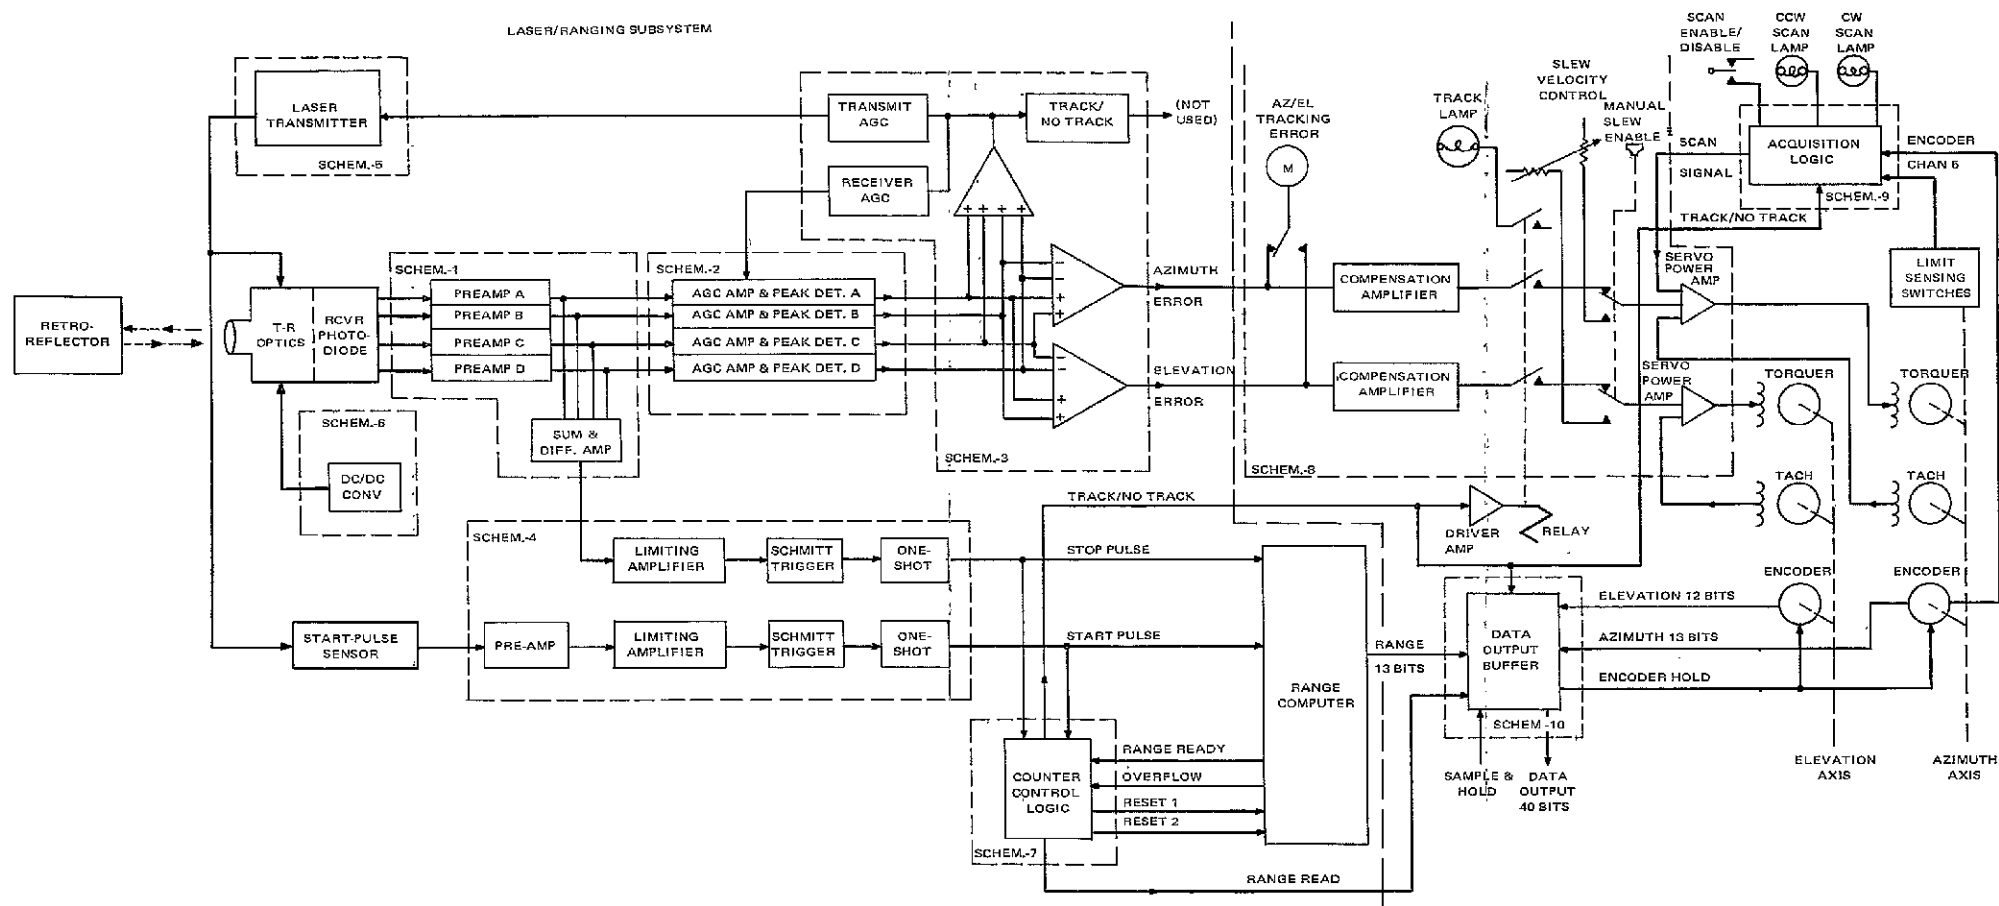 LASER/RANGING SUBSYSTEM
SCAN
ENABLE/
DISABLE
CCW
SCAN
LAMP
CW
SCAN
LAMP
LASER
TRANSMITTER
SCHEM.-5
TRANSMIT
AGC
TRACK/
NO TRACK
(NOT
USED)
RECEIVER
AGC
+ + + +
AZ/EL
TRACKING
ERROR
M
TRACK
LAMP
SLEW
VELOCITY
CONTROL
MANUAL
SLEW
ENABLE
SCAN
SIGNAL
ACQUISITION
LOGIC
SCHEM.-9
ENCODER
CHAN 6
TRACK/NO TRACK
LIMIT
SENSING
SWITCHES
RETRO-
REFLECTOR
T-R
OPTICS
RCVR
PHOTO-
DIODE
SCHEM.-1
PREAMP A
PREAMP B
PREAMP C
PREAMP D
SUM &
DIFF. AMP
SCHEM.-2
AGC AMP & PEAK DET. A
AGC AMP & PEAK DET. B
AGC AMP & PEAK DET. C
AGC AMP & PEAK DET. D
SCHEM.-3
−
−
+
+
−
−
+
+
AZIMUTH
ERROR
ELEVATION
ERROR
COMPENSATION
AMPLIFIER
COMPENSATION
AMPLIFIER
SCHEM.-8
SERVO
POWER
AMP
SERVO
POWER
AMP
TORQUER
TORQUER
TACH
TACH
SCHEM.-6
DC/DC
CONV
SCHEM.-4
LIMITING
AMPLIFIER
SCHMITT
TRIGGER
ONE-
SHOT
STOP PULSE
TRACK/NO TRACK
DRIVER
AMP
RELAY
START-PULSE
SENSOR
PRE-AMP
LIMITING
AMPLIFIER
SCHMITT
TRIGGER
ONE-
SHOT
START PULSE
RANGE
COMPUTER
RANGE
13 BITS
DATA
OUTPUT
BUFFER
SCHEM.-10
ELEVATION 12 BITS
AZIMUTH 13 BITS
ENCODER HOLD
ENCODER
ENCODER
COUNTER
CONTROL
LOGIC
SCHEM.-7
RANGE READY
OVERFLOW
RESET 1
RESET 2
RANGE READ
SAMPLE &
HOLD
DATA
OUTPUT
40 BITS
ELEVATION
AXIS
AZIMUTH
AXIS